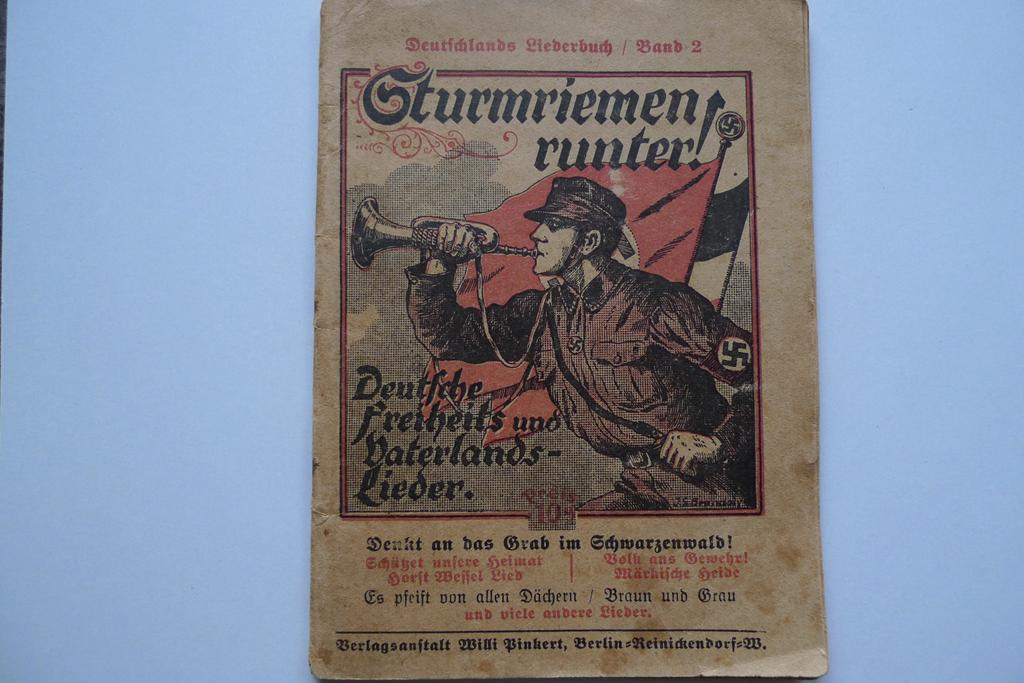 Deutschlands Liederbuch / Band 2
Sturmriemen
runter!
Deutsche
Freiheits und
Vaterlands-
Lieder.
Preis
10₰
Denkt an das Grab im Schwarzenwald!
Schützet unsere Heimat | Volk ans Gewehr!
Horst Wessel Lied | Märkische Heide
Es pfeift von allen Dächern / Braun und Grau
und viele andere Lieder.
Verlagsanstalt Willi Pinkert, Berlin=Reinickendorf=W.